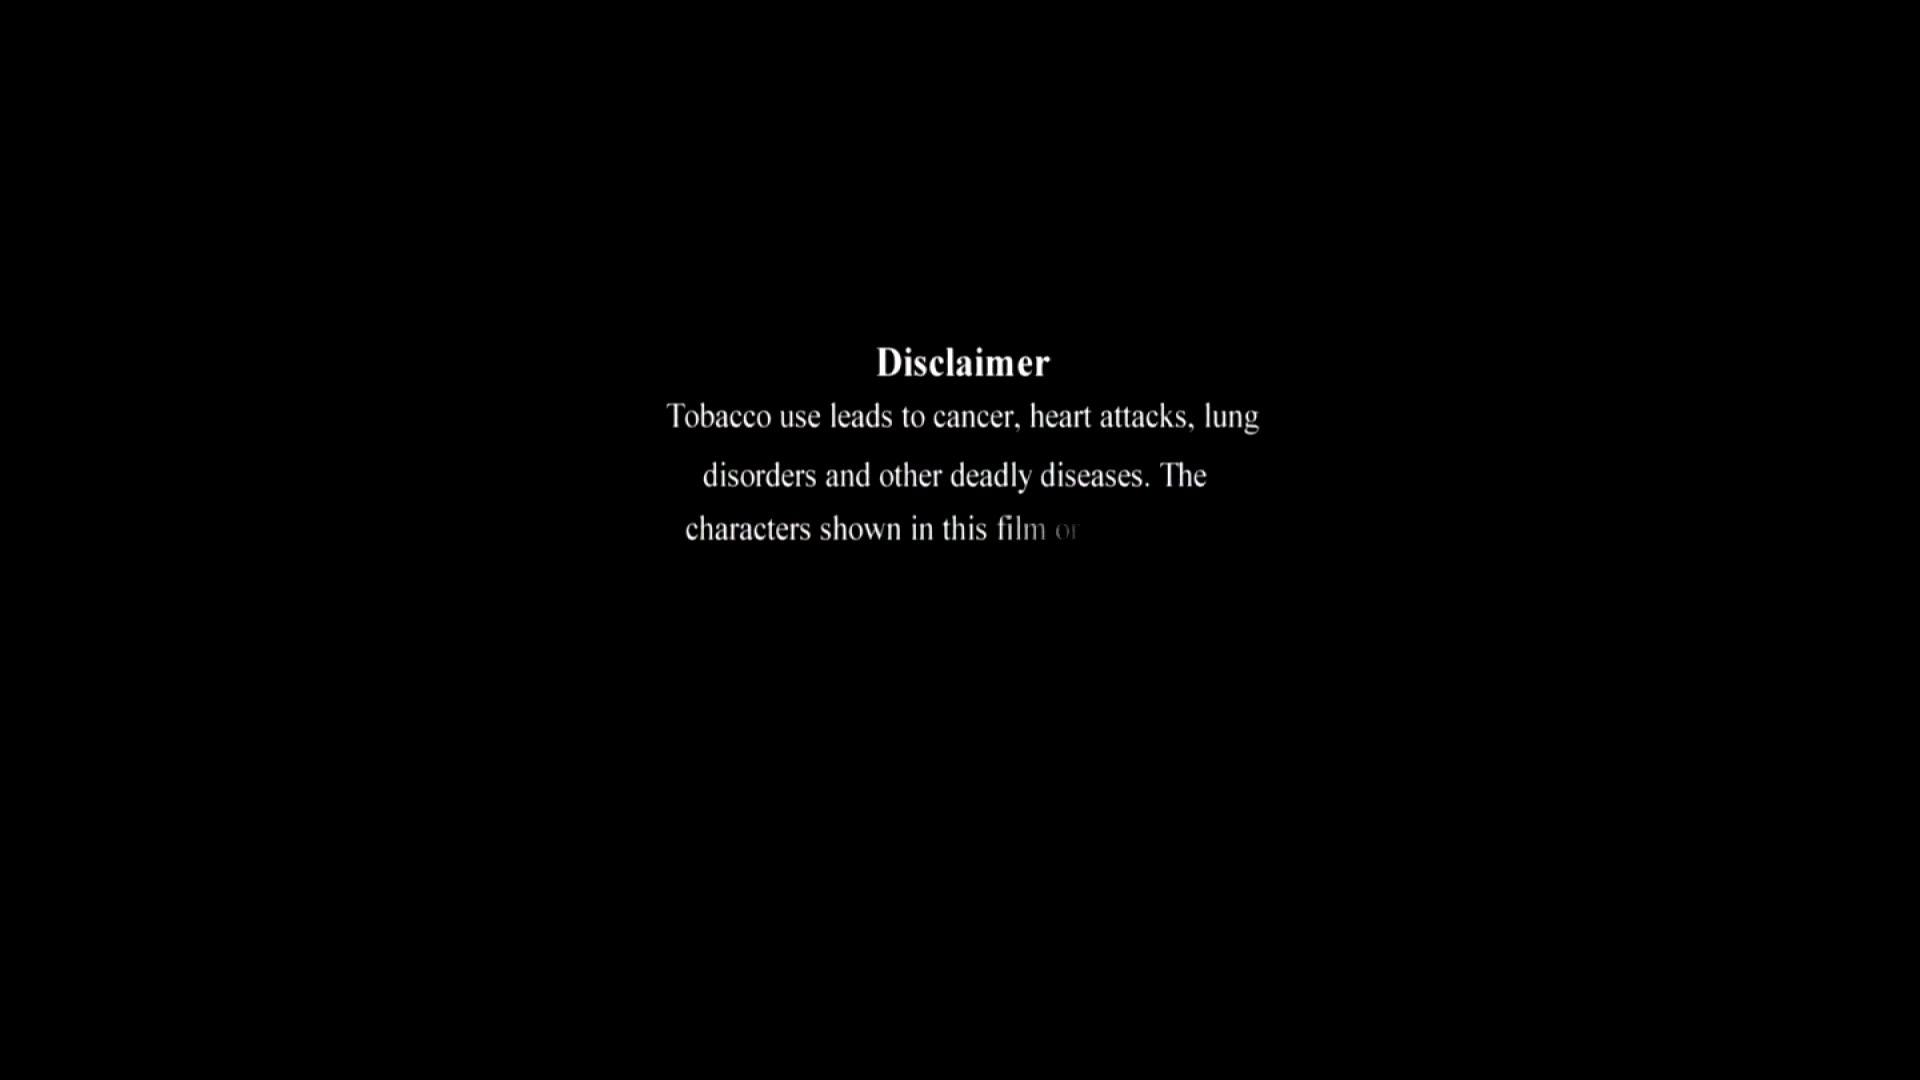 Disclaimer
Tobacco use leads to cancer, heart attacks, lung
disorders and other deadly diseases. The
characters shown in this film or